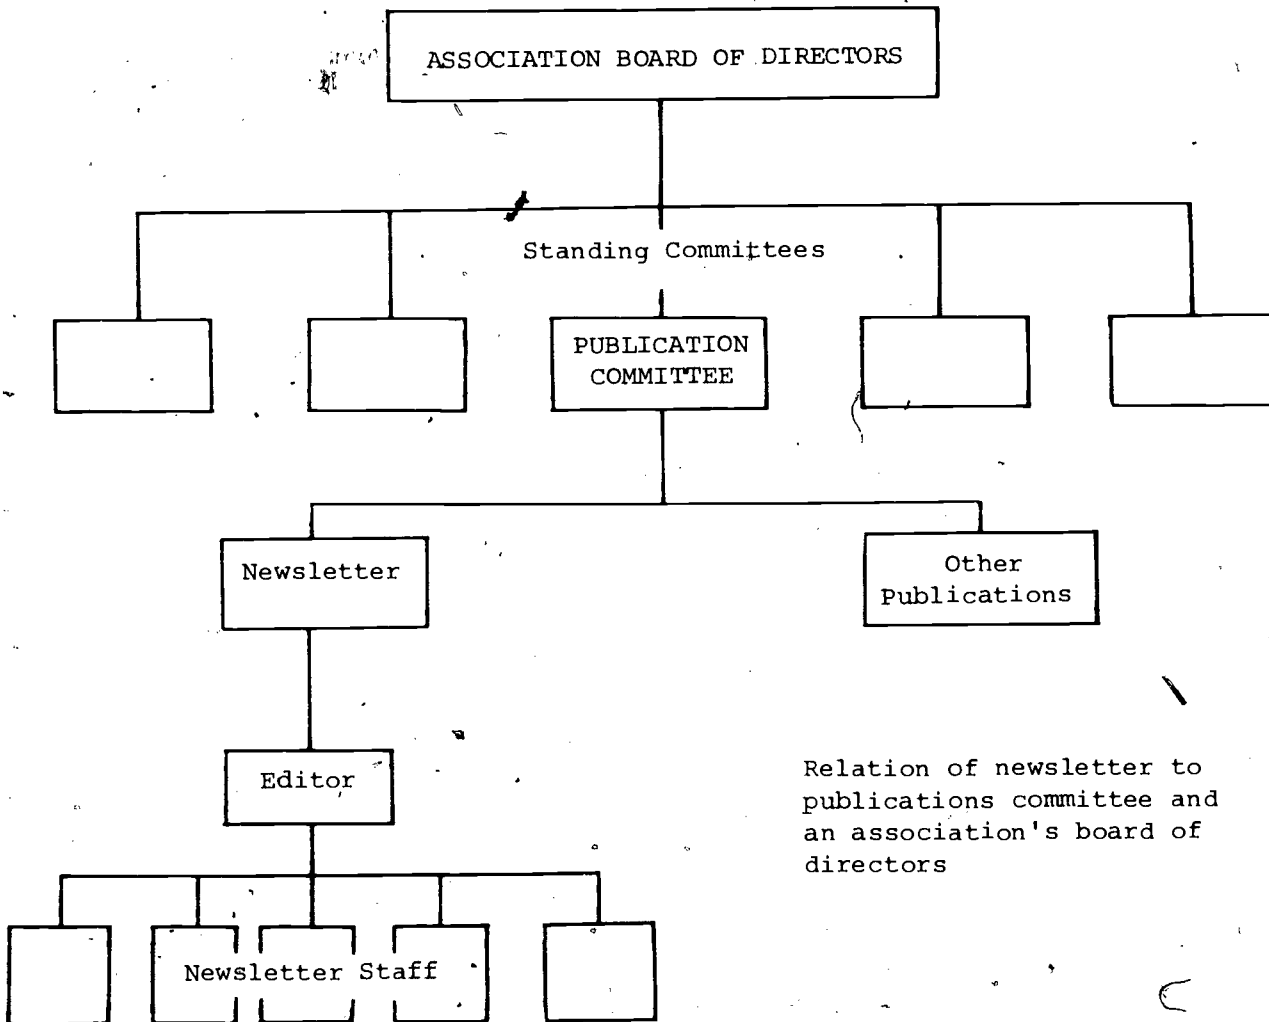 ASSOCIATION BOARD OF DIRECTORS
Standing Committees
PUBLICATION
COMMITTEE
Newsletter
Other
Publications
Editor
Relation of newsletter to
publications committee and
an association's board of
directors
Newsletter Staff